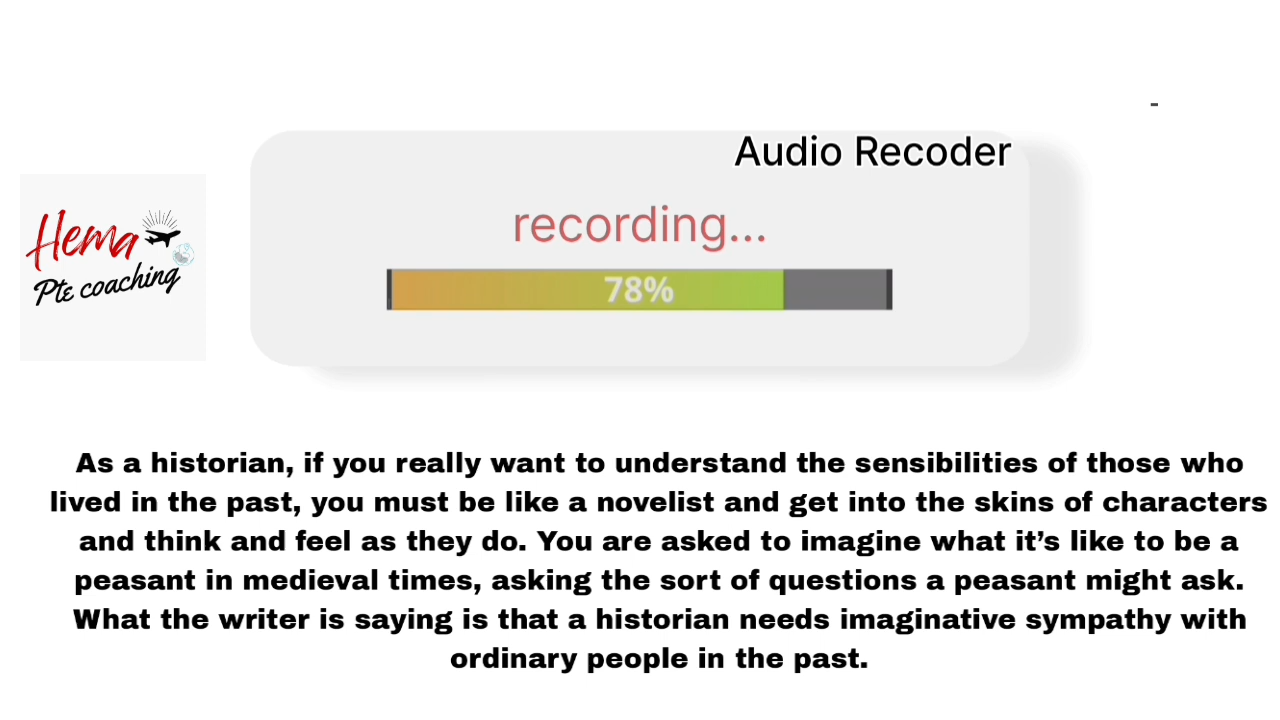 Audio Recoder
recording...
78%
Hema
Pte coaching
As a historian, if you really want to understand the sensibilities of those who
lived in the past, you must be like a novelist and get into the skins of characters
and think and feel as they do. You are asked to imagine what it’s like to be a
peasant in medieval times, asking the sort of questions a peasant might ask.
What the writer is saying is that a historian needs imaginative sympathy with
ordinary people in the past.